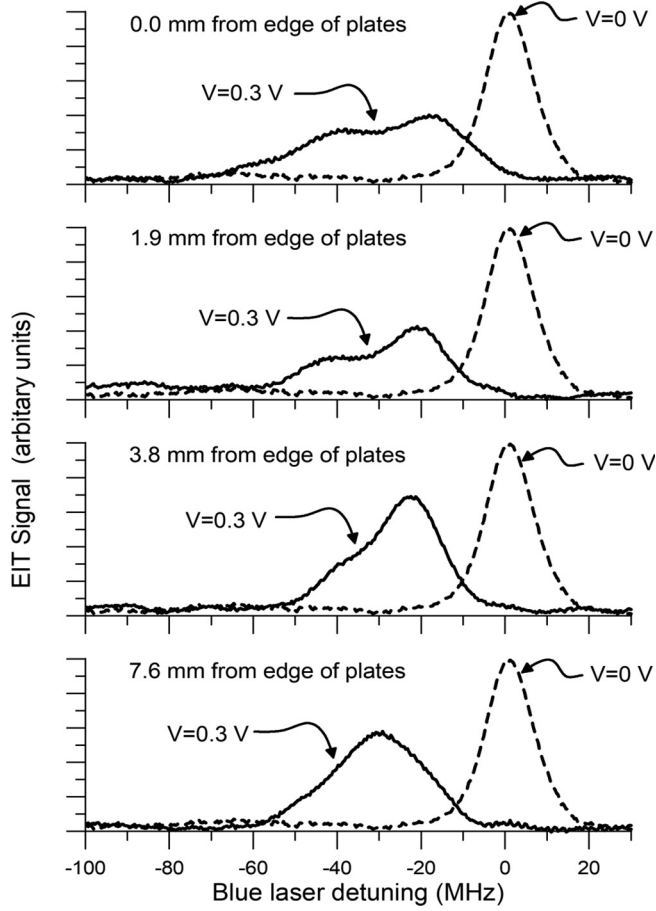 0.0 mm from edge of plates
V=0 V
V=0.3 V
1.9 mm from edge of plates
V=0 V
V=0.3 V
3.8 mm from edge of plates
V=0 V
V=0.3 V
7.6 mm from edge of plates
V=0 V
V=0.3 V
EIT Signal (arbitary units)
-100 -80 -60 -40 -20 0 20
Blue laser detuning (MHz)